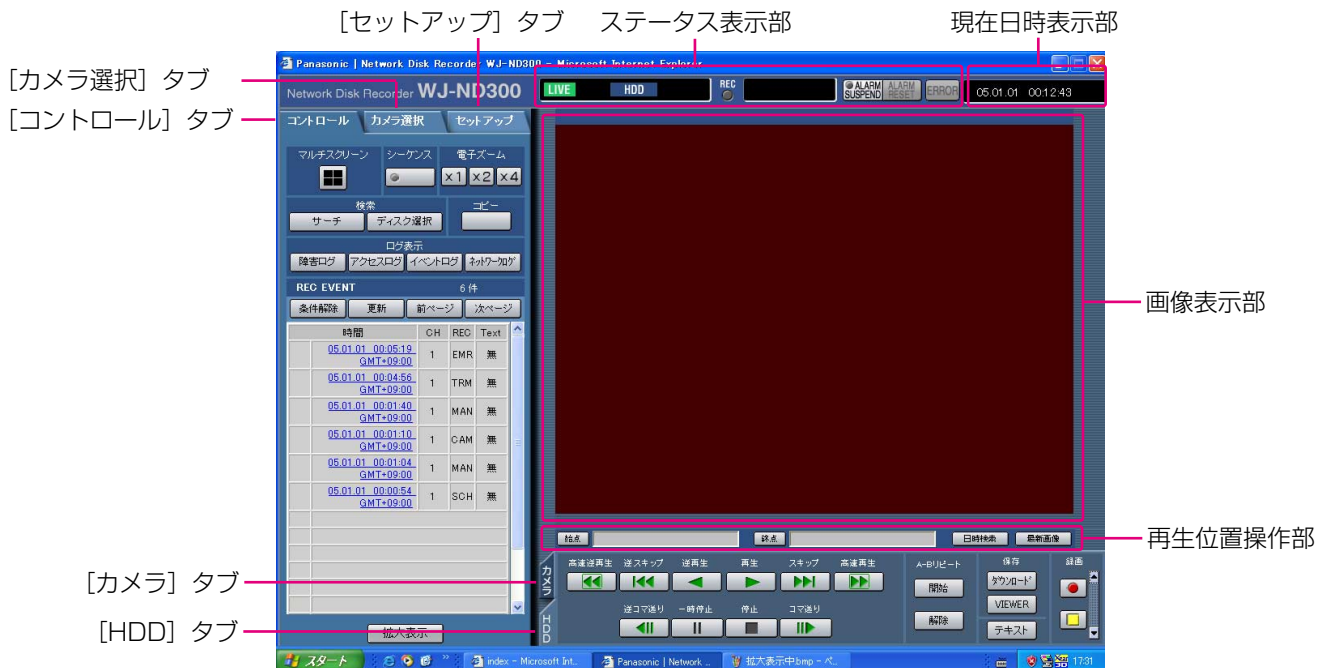 ［セットアップ］タブ
ステータス表示部
現在日時表示部
［カメラ選択］タブ
［コントロール］タブ
Panasonic | Network Disk Recorder WJ-ND300 - Microsoft Internet Explorer
Network Disk Recorder WJ-ND300
LIVE HDD REC ALARM SUSPEND ALARM RESET ERROR 05.01.01 00:12:43
コントロール カメラ選択 セットアップ
マルチスクリーン シーケンス 電子ズーム
×1 ×2 ×4
検索 コピー
サーチ ディスク選択
ログ表示
障害ログ アクセスログ イベントログ ネットワークログ
REC EVENT 6 件
条件解除 更新 前ページ 次ページ
時間 CH REC Text
05.01.01 00:05:19 GMT+09:00 1 EMR 無
05.01.01 00:04:56 GMT+09:00 1 TRM 無
05.01.01 00:01:40 GMT+09:00 1 MAN 無
05.01.01 00:01:10 GMT+09:00 1 CAM 無
05.01.01 00:01:04 GMT+09:00 1 MAN 無
05.01.01 00:00:54 GMT+09:00 1 SCH 無
拡大表示
画像表示部
始点 終点 日時検索 最新画像
再生位置操作部
［カメラ］タブ
［HDD］タブ
カメラ
HDD
高速逆再生 逆スキップ 逆再生 再生 スキップ 高速再生
逆コマ送り 一時停止 停止 コマ送り
A-Bリピート
開始
解除
保存
ダウンロード
VIEWER
テキスト
録画
スタート index - Microsoft Int... Panasonic | Network ... 拡大表示中.bmp - ペ... 17:31